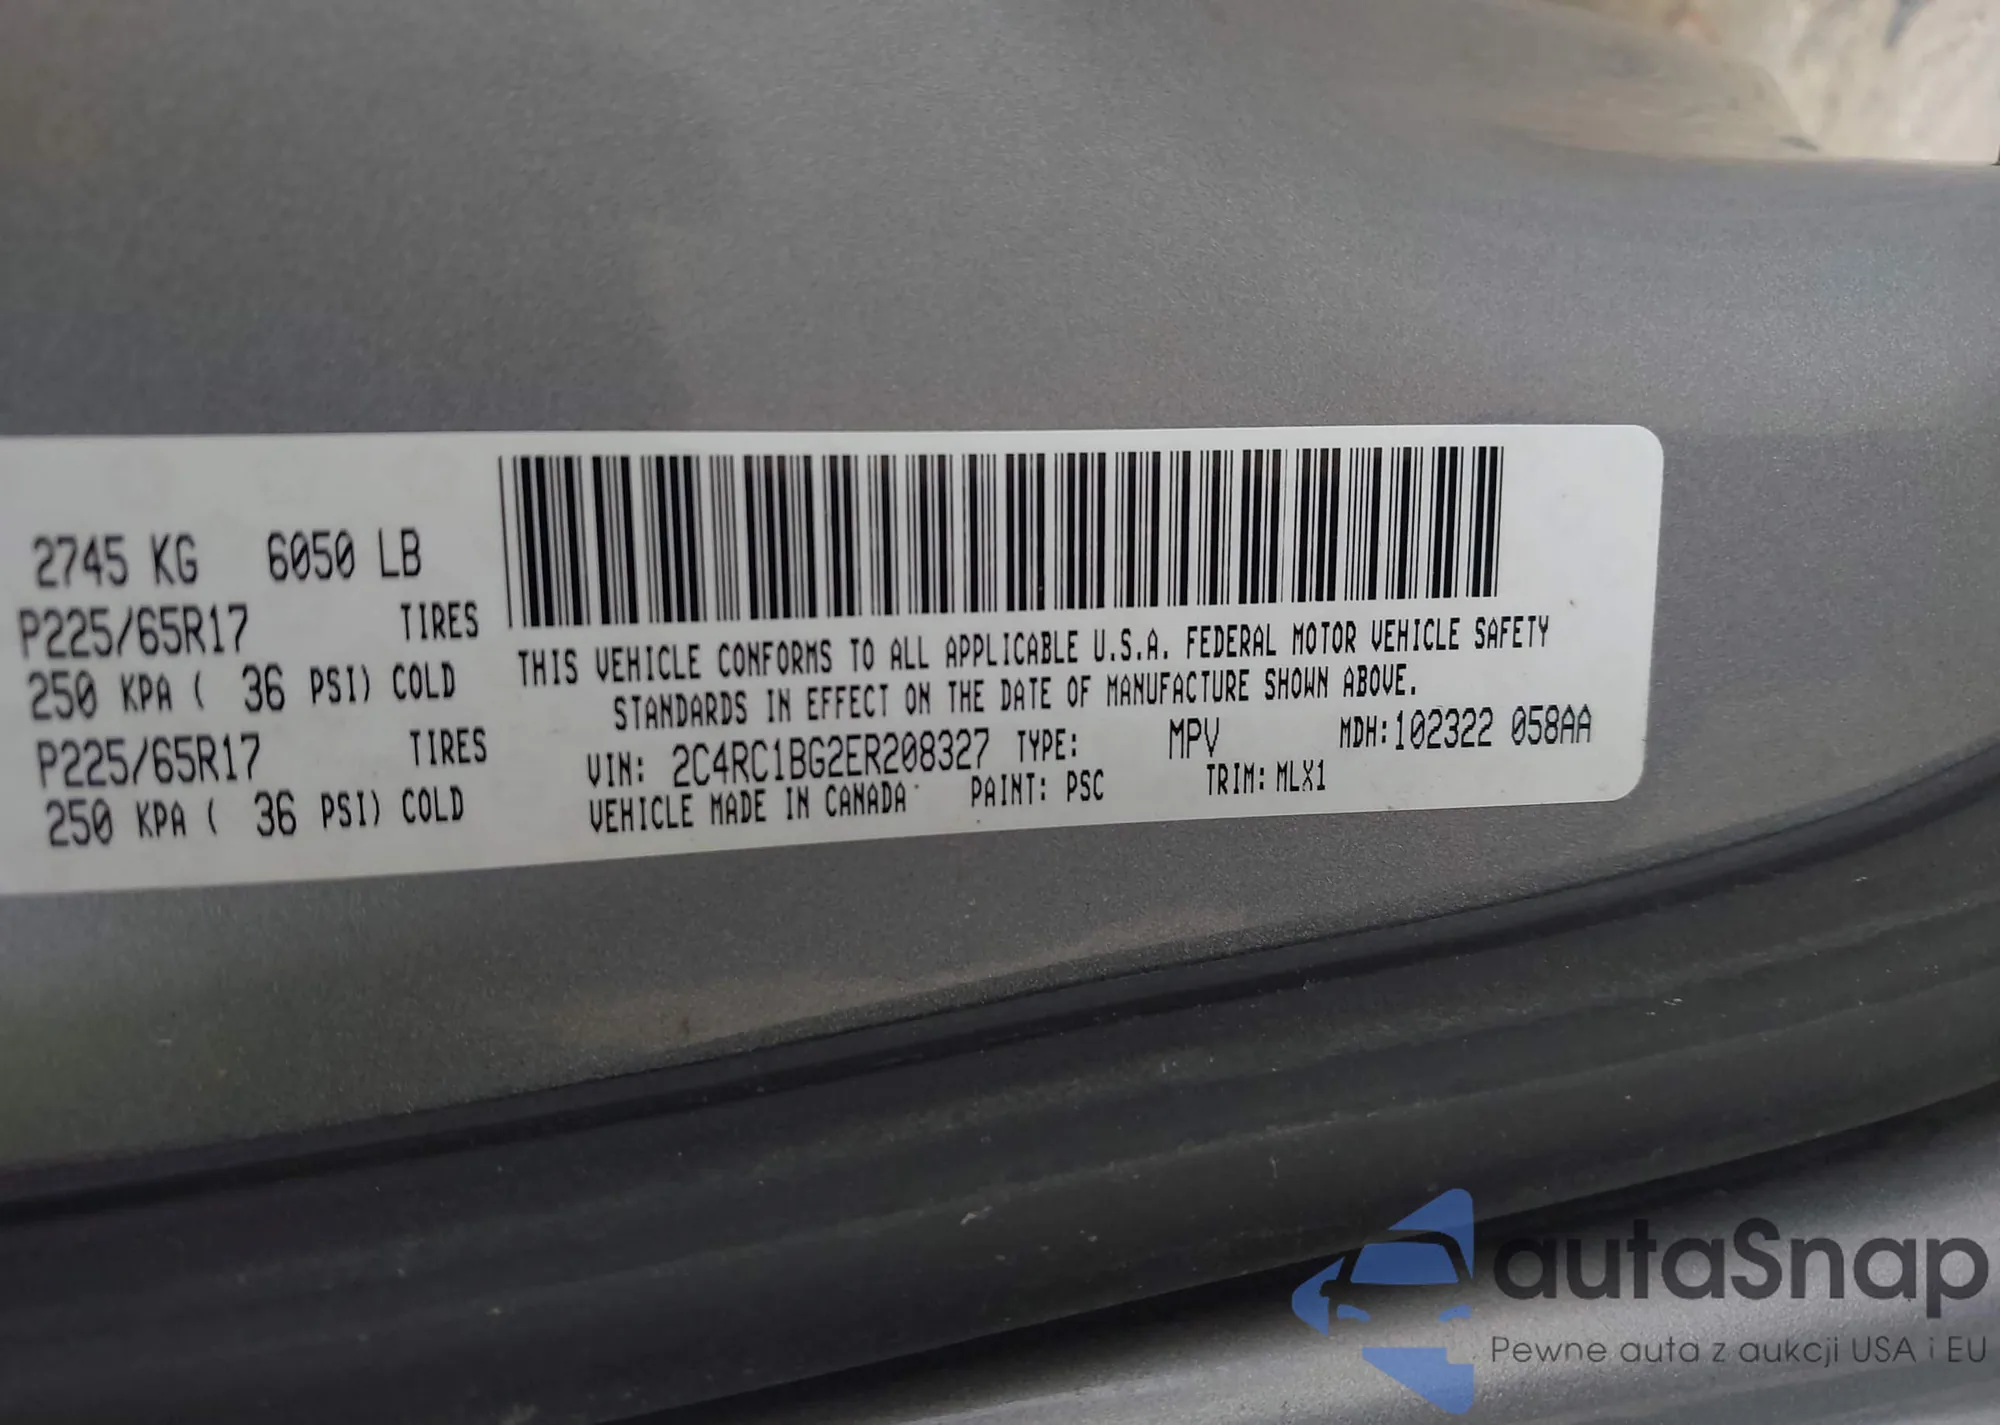 2745 KG 6050 LB
P225/65R17 TIRES
250 KPA ( 36 PSI) COLD
P225/65R17 TIRES
250 KPA ( 36 PSI) COLD
THIS VEHICLE CONFORMS TO ALL APPLICABLE U.S.A. FEDERAL MOTOR VEHICLE SAFETY
STANDARDS IN EFFECT ON THE DATE OF MANUFACTURE SHOWN ABOVE.
VIN: 2C4RC1BG2ER208327 TYPE: MPV MDH:102322 058AA
VEHICLE MADE IN CANADA PAINT: PSC TRIM: MLX1
autaSnap
Pewne auta z aukcji USA i EU